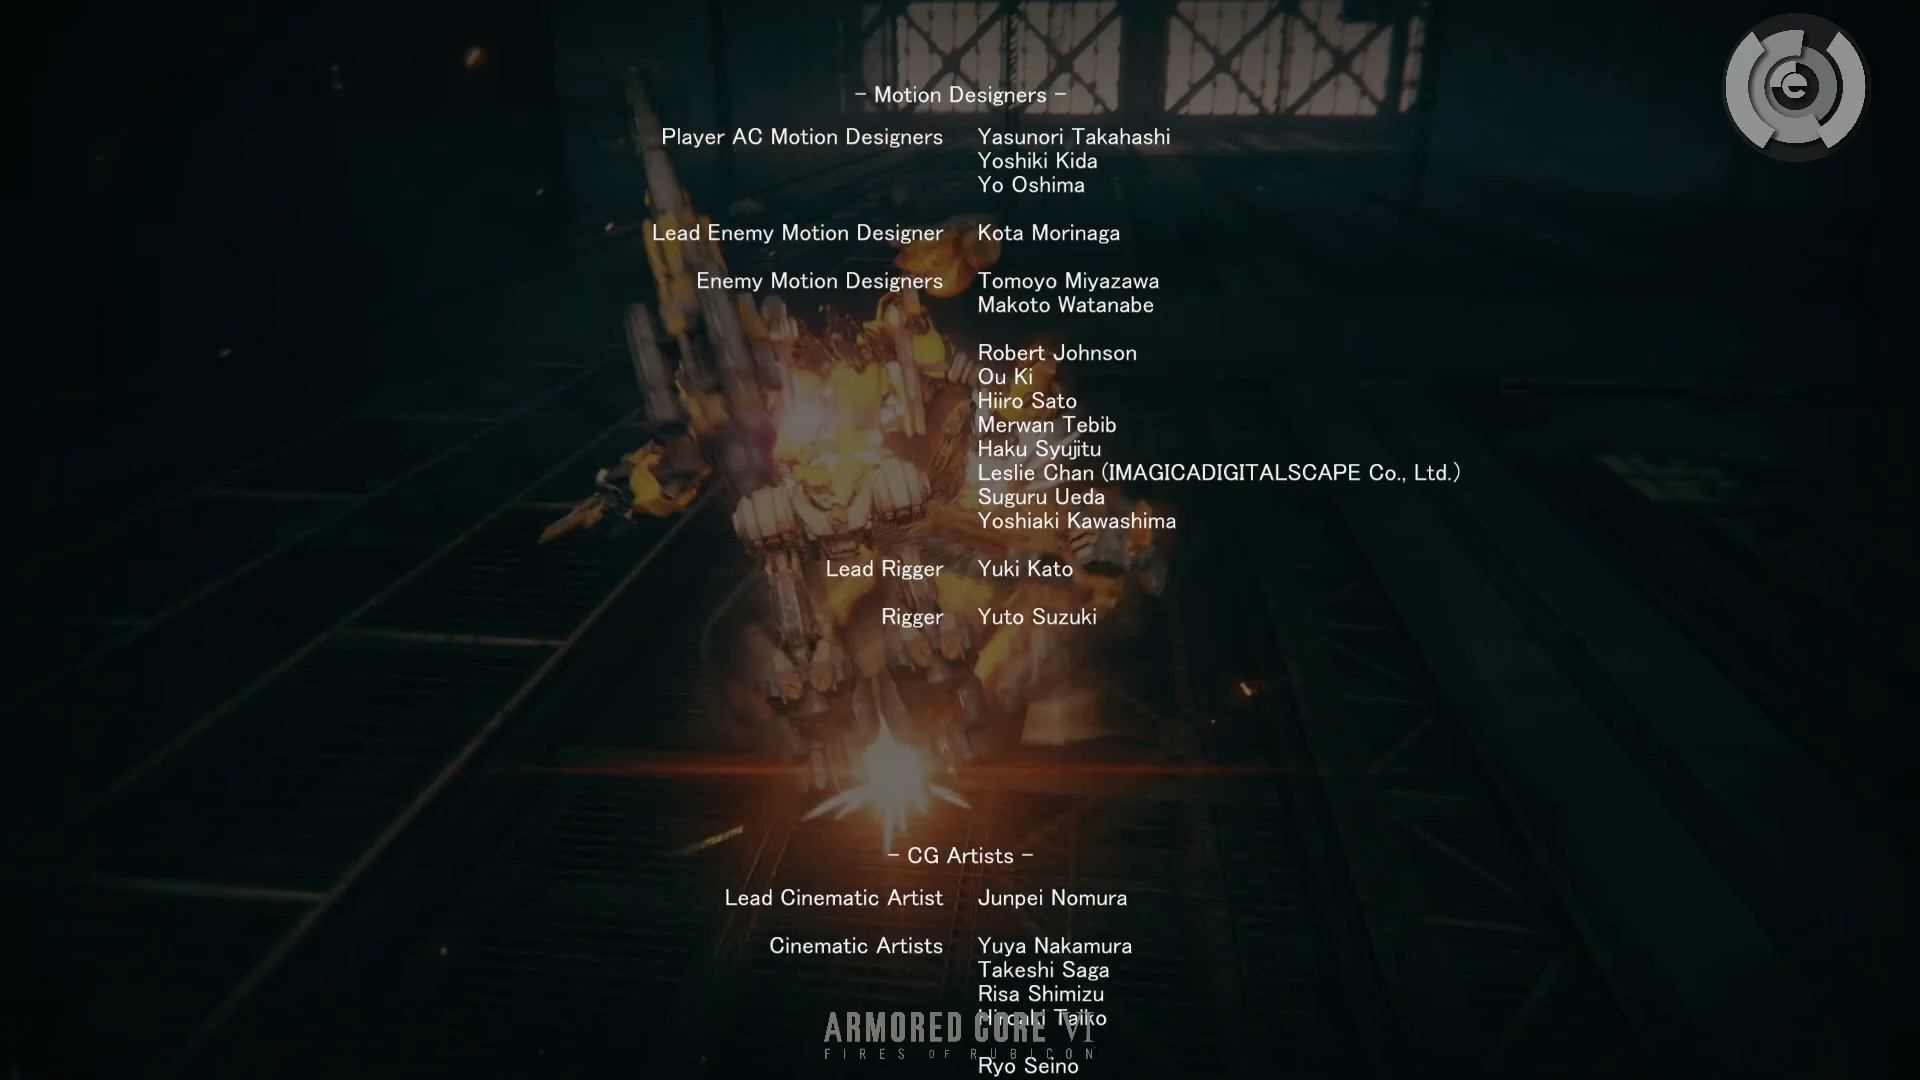 - Motion Designers -
Player AC Motion Designers Yasunori Takahashi
Yoshiki Kida
Yo Oshima
Lead Enemy Motion Designer Kota Morinaga
Enemy Motion Designers Tomoyo Miyazawa
Makoto Watanabe
Robert Johnson
Ou Ki
Hiiro Sato
Merwan Tebib
Haku Syujitu
Leslie Chan (IMAGICADIGITALSCAPE Co., Ltd.)
Suguru Ueda
Yoshiaki Kawashima
Lead Rigger Yuki Kato
Rigger Yuto Suzuki
- CG Artists -
Lead Cinematic Artist Junpei Nomura
Cinematic Artists Yuya Nakamura
Takeshi Saga
Risa Shimizu
Hiroaki Taiko
ARMORED CORE VI
FIRES OF RUBICON
Ryo Seino
e